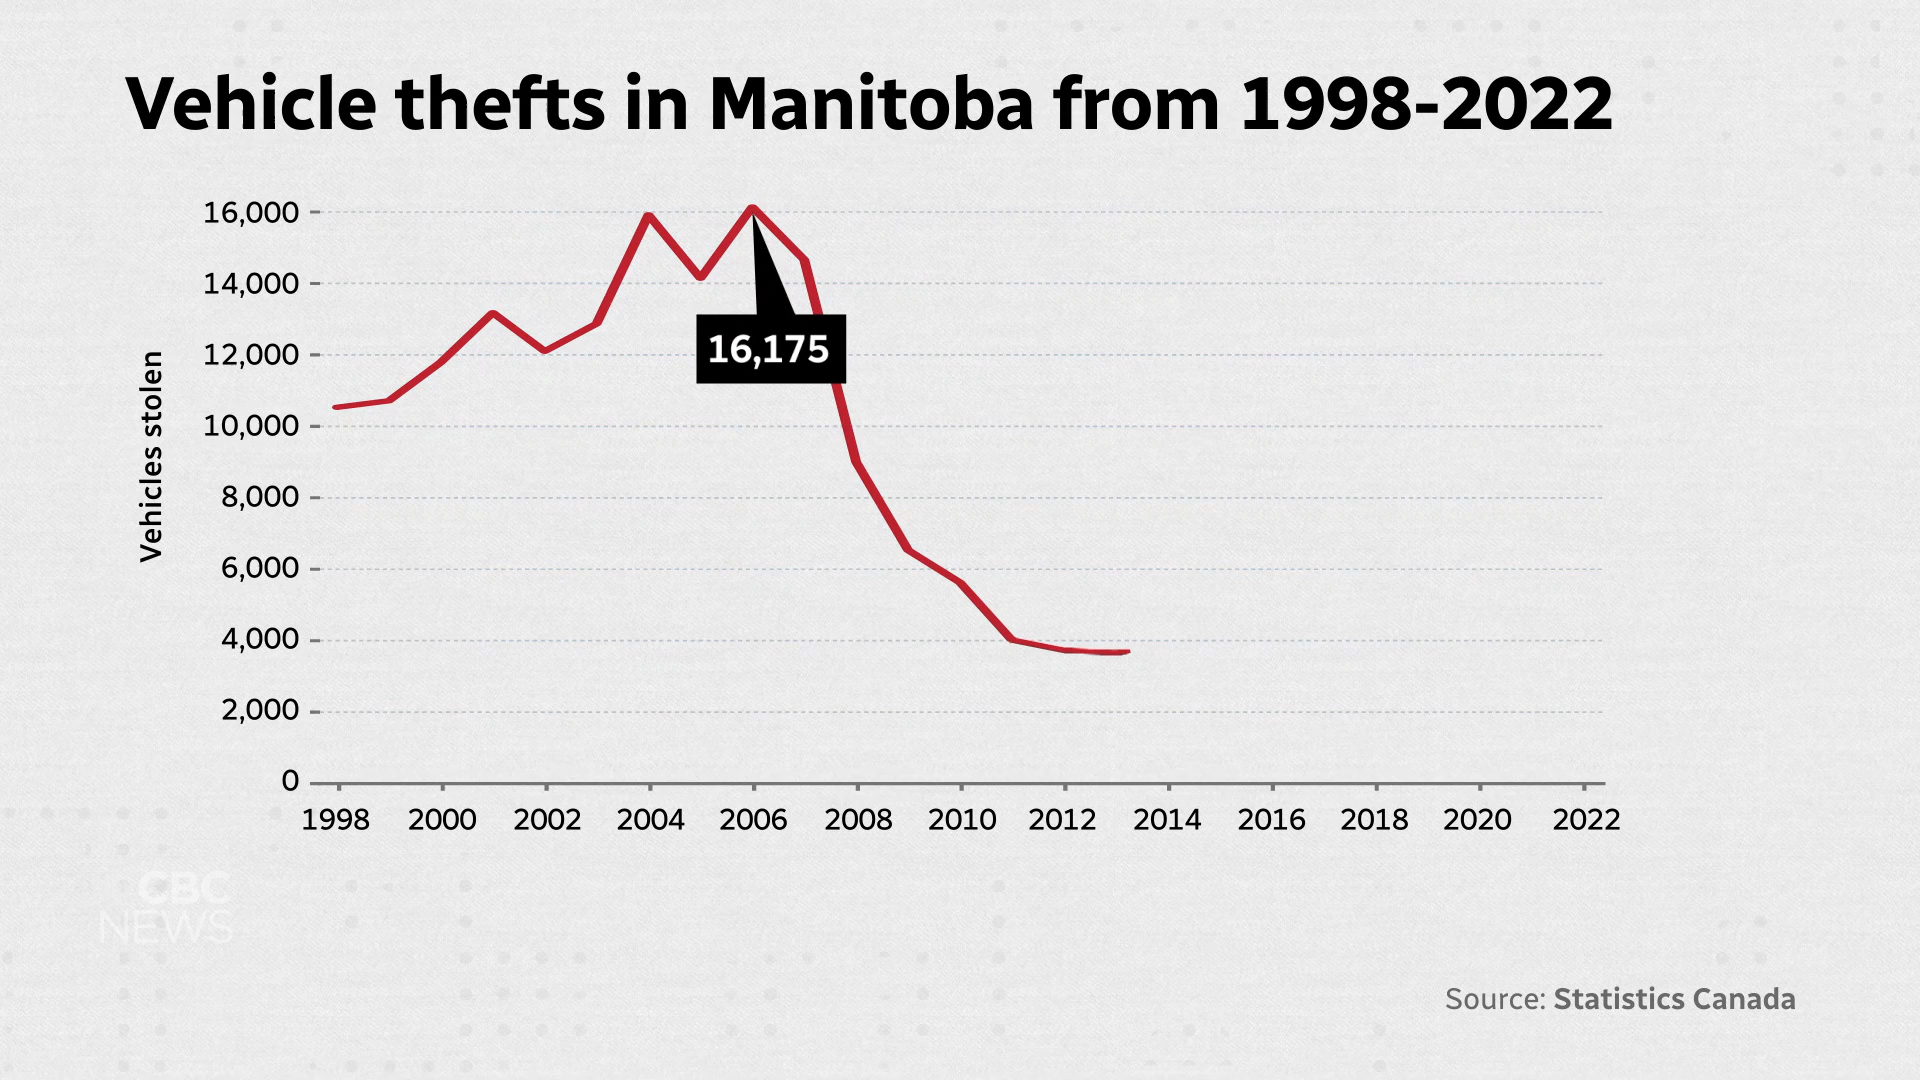 Vehicle thefts in Manitoba from 1998-2022
16,000
14,000
12,000
10,000
8,000
6,000
4,000
2,000
0
Vehicles stolen
16,175
1998 2000 2002 2004 2006 2008 2010 2012 2014 2016 2018 2020 2022
CBC
NEWS
Source: Statistics Canada